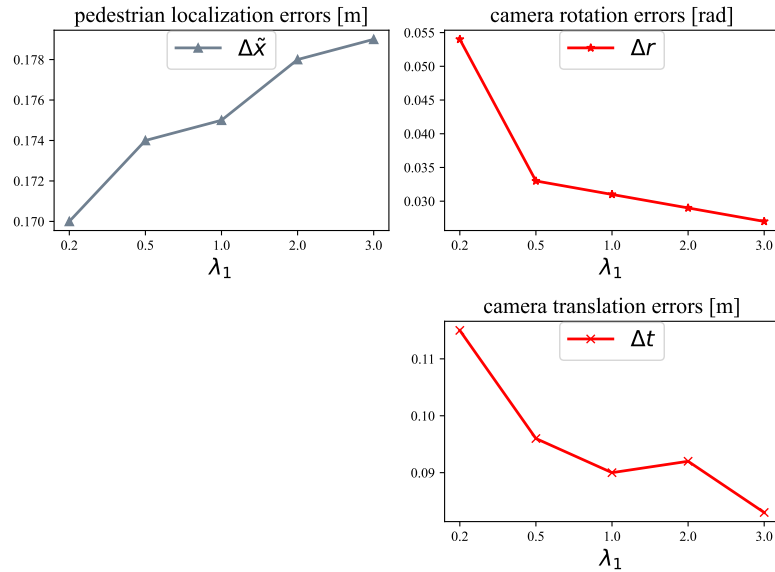 pedestrian localization errors [m]
Δx̃
0.178
0.176
0.174
0.172
0.170
0.2 0.5 1.0 2.0 3.0
λ₁
camera rotation errors [rad]
Δr
0.055
0.050
0.045
0.040
0.035
0.030
0.2 0.5 1.0 2.0 3.0
λ₁
camera translation errors [m]
Δt
0.11
0.10
0.09
0.2 0.5 1.0 2.0 3.0
λ₁